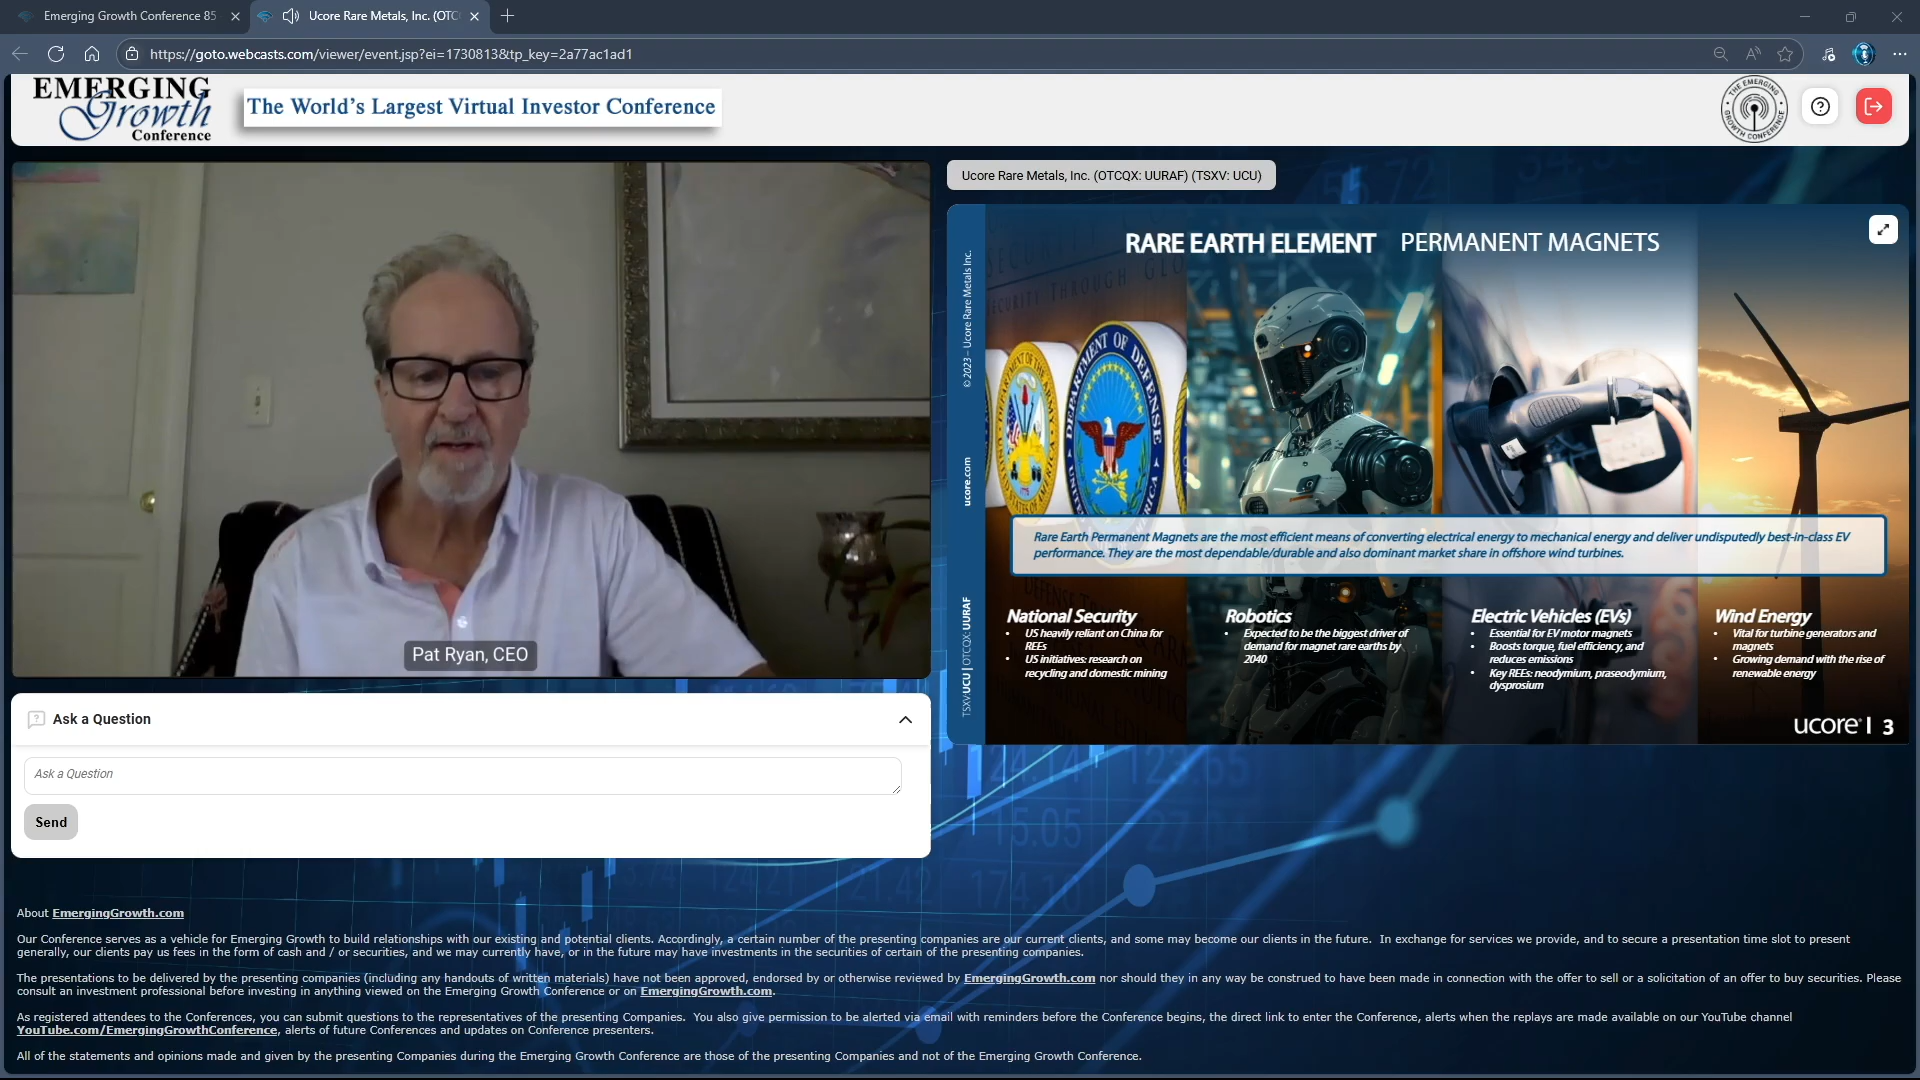 Emerging Growth Conference 85
Ucore Rare Metals, Inc. (OTC
https://goto.webcasts.com/viewer/event.jsp?ei=1730813&tp_key=2a77ac1ad1
EMERGING
Growth
Conference
The World's Largest Virtual Investor Conference
THE EMERGING
GROWTH CONFERENCE
Pat Ryan, CEO
Ask a Question
Ask a Question
Send
Ucore Rare Metals, Inc. (OTCQX: UURAF) (TSXV: UCU)
© 2023 – Ucore Rare Metals Inc.
ucore.com
TSXV:UCU | OTCQX: UURAF
RARE EARTH ELEMENT PERMANENT MAGNETS
DEPARTMENT OF DEFENSE
Rare Earth Permanent Magnets are the most efficient means of converting electrical energy to mechanical energy and deliver undisputedly best-in-class EV
performance. They are the most dependable/durable and also dominant market share in offshore wind turbines.
National Security
• US heavily reliant on China for
REEs
• US initiatives: research on
recycling and domestic mining
Robotics
• Expected to be the biggest driver of
demand for magnet rare earths by
2040
Electric Vehicles (EVs)
• Essential for EV motor magnets
• Boosts torque, fuel efficiency, and
reduces emissions
• Key REEs: neodymium, praseodymium,
dysprosium
Wind Energy
• Vital for turbine generators and
magnets
• Growing demand with the rise of
renewable energy
ucore | 3
About EmergingGrowth.com
Our Conference serves as a vehicle for Emerging Growth to build relationships with our existing and potential clients. Accordingly, a certain number of the presenting companies are our current clients, and some may become our clients in the future. In exchange for services we provide, and to secure a presentation time slot to present
generally, our clients pay us fees in the form of cash and / or securities, and we may currently have, or in the future may have investments in the securities of certain of the presenting companies.
The presentations to be delivered by the presenting companies (including any handouts of written materials) have not been approved, endorsed by or otherwise reviewed by EmergingGrowth.com nor should they in any way be construed to have been made in connection with the offer to sell or a solicitation of an offer to buy securities. Please
consult an investment professional before investing in anything viewed on the Emerging Growth Conference or on EmergingGrowth.com.
As registered attendees to the Conferences, you can submit questions to the representatives of the presenting Companies. You also give permission to be alerted via email with reminders before the Conference begins, the direct link to enter the Conference, alerts when the replays are made available on our YouTube channel
YouTube.com/EmergingGrowthConference, alerts of future Conferences and updates on Conference presenters.
All of the statements and opinions made and given by the presenting Companies during the Emerging Growth Conference are those of the presenting Companies and not of the Emerging Growth Conference.